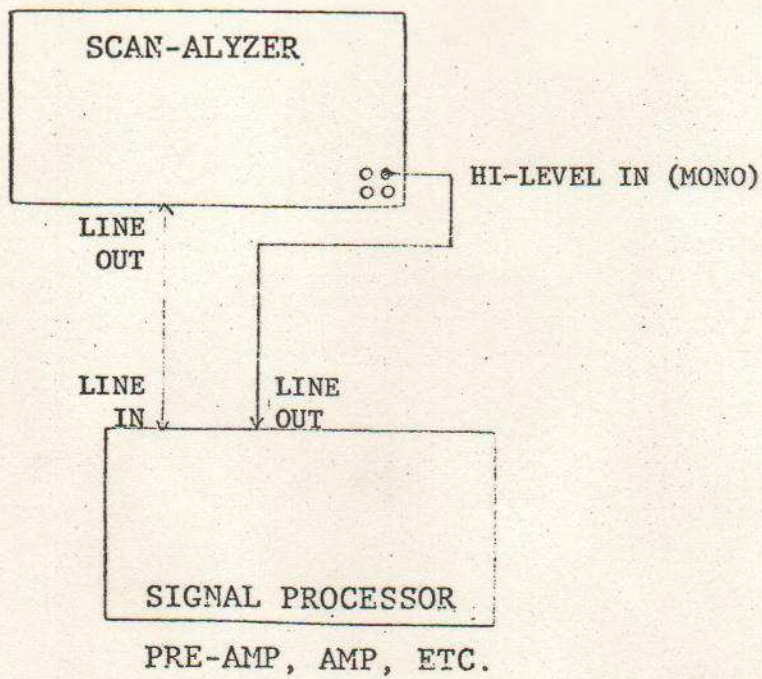 SCAN-ALYZER
HI-LEVEL IN (MONO)
LINE
OUT
LINE
IN
LINE
OUT
SIGNAL PROCESSOR
PRE-AMP, AMP, ETC.